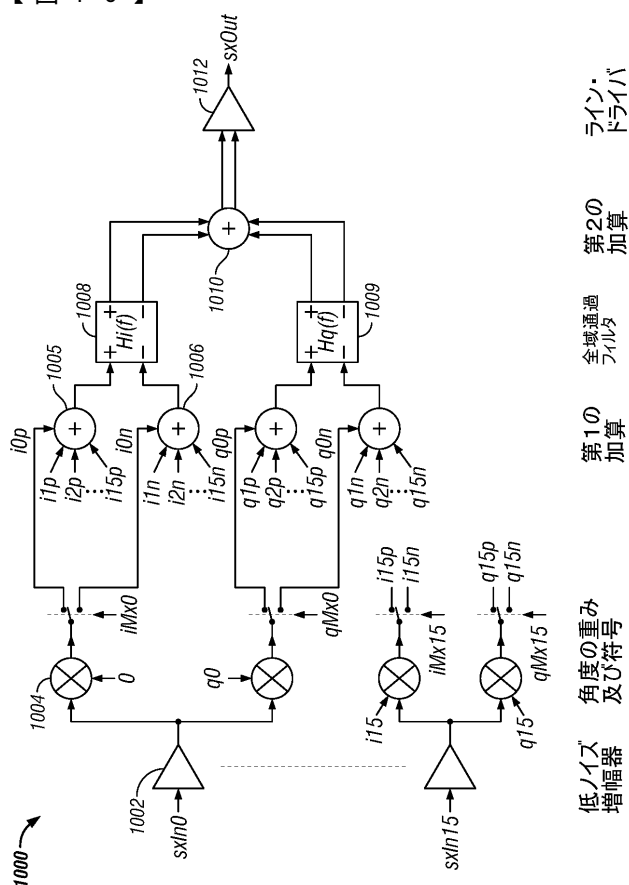 1000
sxIn0
1002
sxIn15
低ノイズ
増幅器
1004
0
q0
i15
q15
iMx0
qMx0
i15p
i15n
iMx15
q15p
q15n
qMx15
角度の重み
及び符号
i0p
1005
i1p
i2p
i15p
i0n
1006
i1n
i2n
i15n
q0p
q1p
q2p
q15p
q0n
q1n
q2n
q15n
第1の
加算
1008
Hi(f)
1009
Hq(f)
全域通過
フィルタ
1010
第2の
加算
1012
sxOut
ライン・
ドライバ